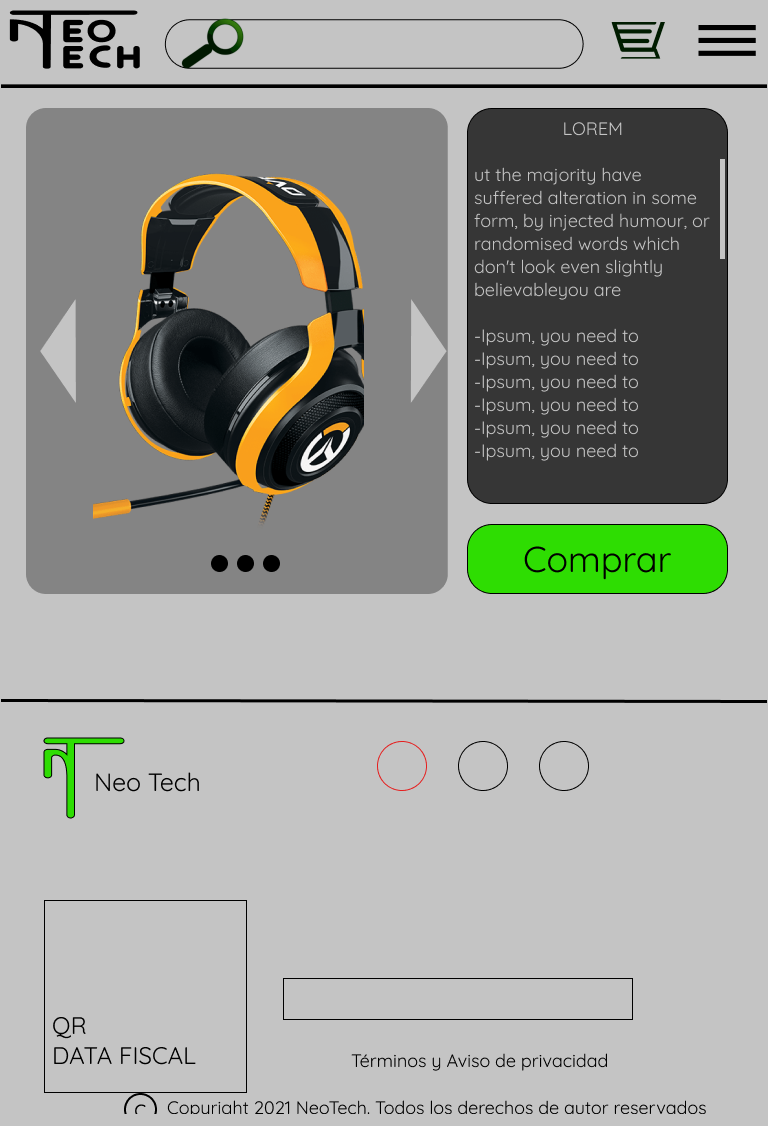 NEO
TECH
LOREM
ut the majority have
suffered alteration in some
form, by injected humour, or
randomised words which
don't look even slightly
believableyou are
-Ipsum, you need to
-Ipsum, you need to
-Ipsum, you need to
-Ipsum, you need to
-Ipsum, you need to
-Ipsum, you need to
Comprar
Neo Tech
QR
DATA FISCAL
Términos y Aviso de privacidad
C Copyright 2021 NeoTech. Todos los derechos de autor reservados